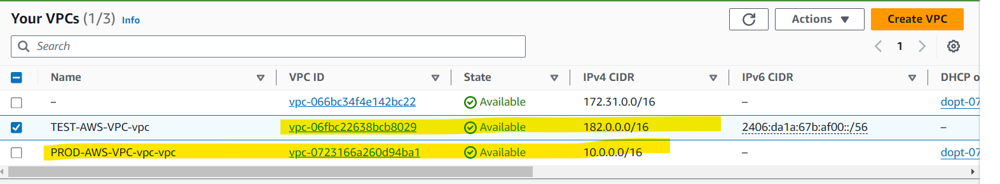 Your VPCs (1/3) Info Actions Create VPC
Search 1
Name VPC ID State IPv4 CIDR IPv6 CIDR DHCP o
– vpc-066bc34f4e142bc22 Available 172.31.0.0/16 – dopt-07
TEST-AWS-VPC-vpc vpc-06fbc22638bcb8029 Available 182.0.0.0/16 2406:da1a:67b:af00::/56 –
PROD-AWS-VPC-vpc-vpc vpc-0723166a260d94ba1 Available 10.0.0.0/16 – dopt-07